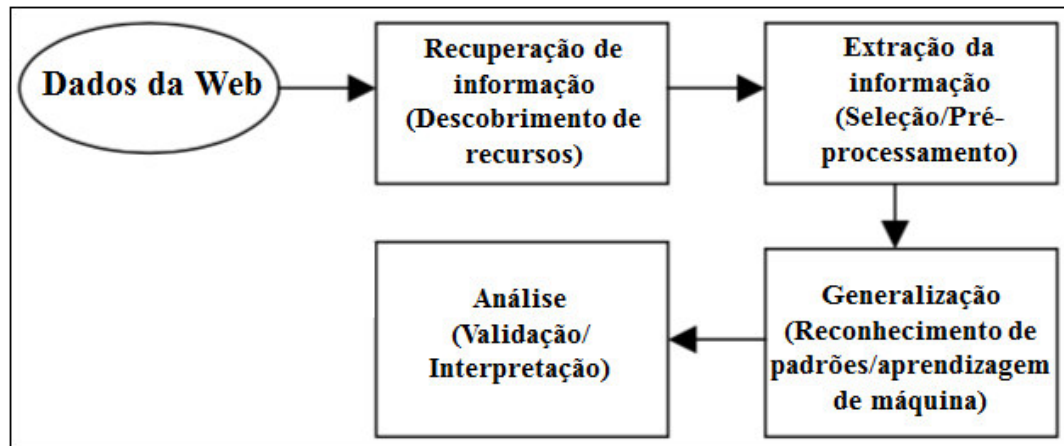 Dados da Web
Recuperação de
informação
(Descobrimento de
recursos)
Extração da
informação
(Seleção/Pré-
processamento)
Generalização
(Reconhecimento de
padrões/aprendizagem
de máquina)
Análise
(Validação/
Interpretação)